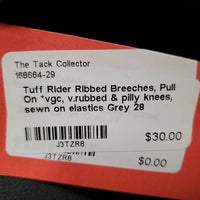 The Tack Collector
168664-29
Tuff Rider Ribbed Breeches, Pull
On *vgc, v.rubbed & pilly knees,
sewn on elastics Grey 28
$30.00
J3TZR8
J3TZR8
$0.00